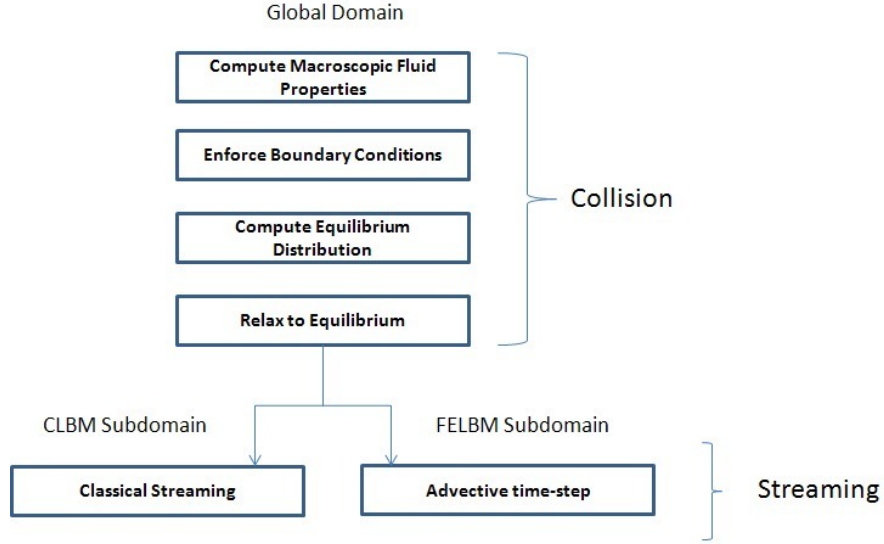 Global Domain
Compute Macroscopic Fluid
Properties
Enforce Boundary Conditions
Collision
Compute Equilibrium
Distribution
Relax to Equilibrium
CLBM Subdomain
FELBM Subdomain
Classical Streaming
Advective time-step
Streaming